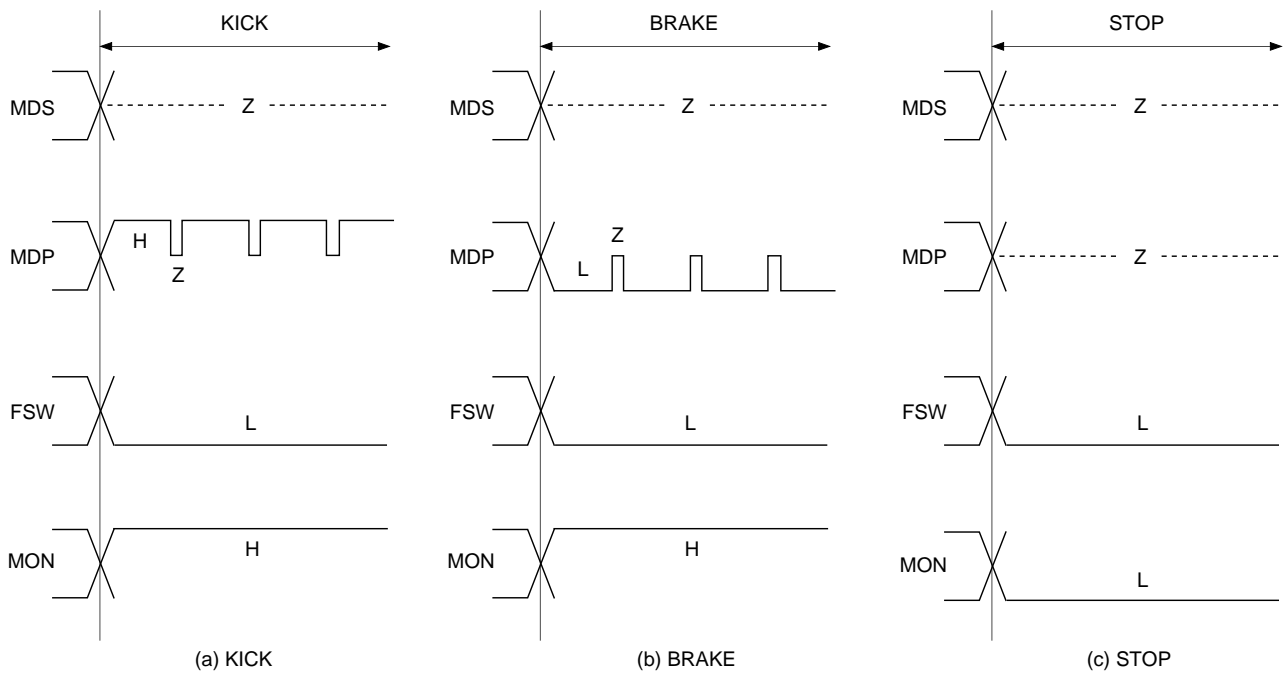 KICK
MDS
Z
MDP
H
Z
FSW
L
MON
H
(a) KICK
BRAKE
MDS
Z
MDP
Z
L
FSW
L
MON
H
(b) BRAKE
STOP
MDS
Z
MDP
Z
FSW
L
MON
L
(c) STOP